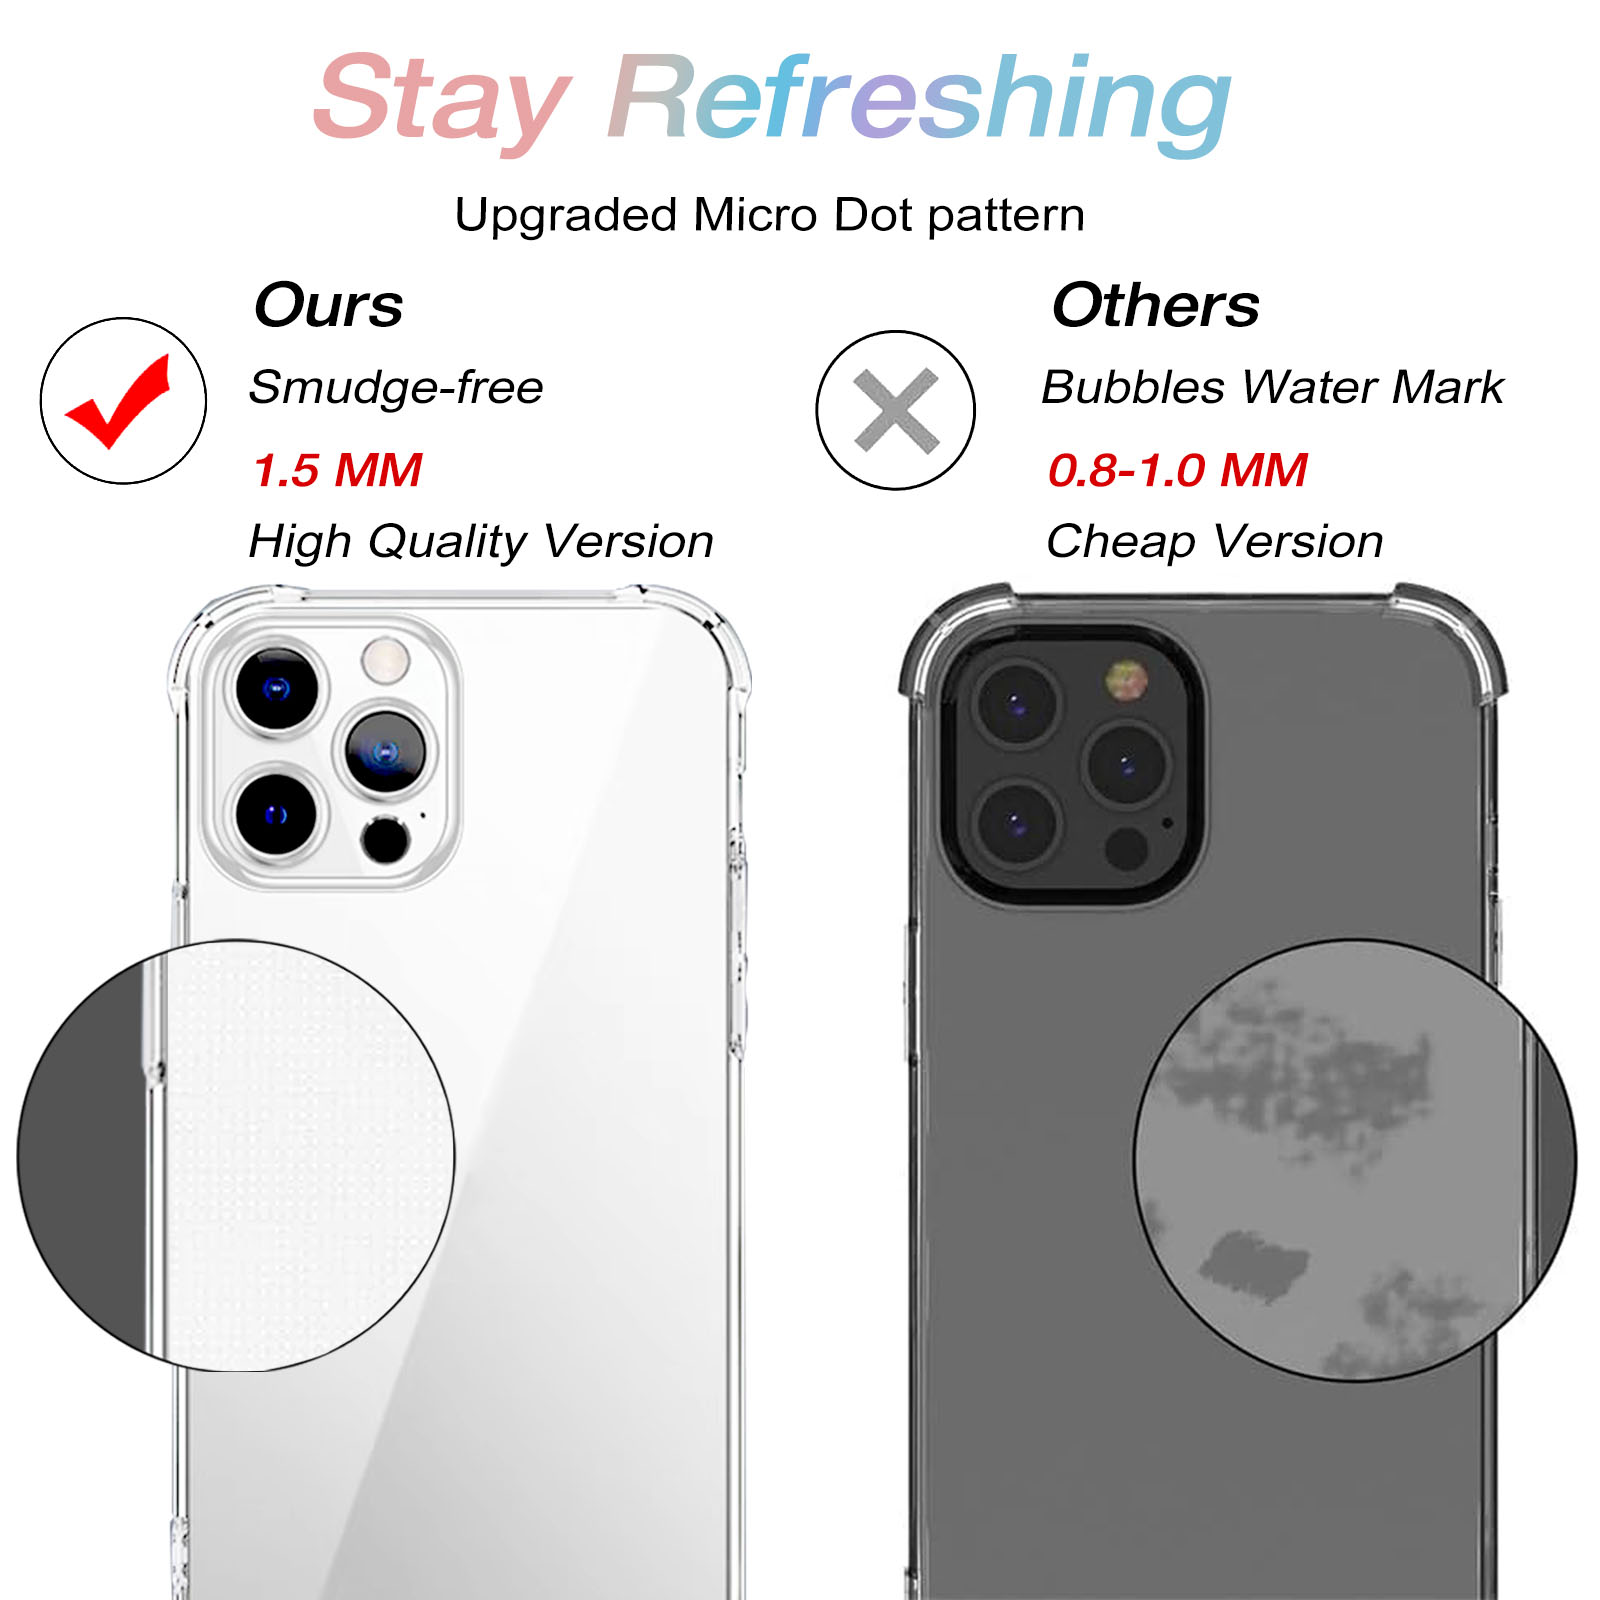 Stay Refreshing
Upgraded Micro Dot pattern
Ours
Smudge-free
1.5 MM
High Quality Version
Others
Bubbles Water Mark
0.8-1.0 MM
Cheap Version